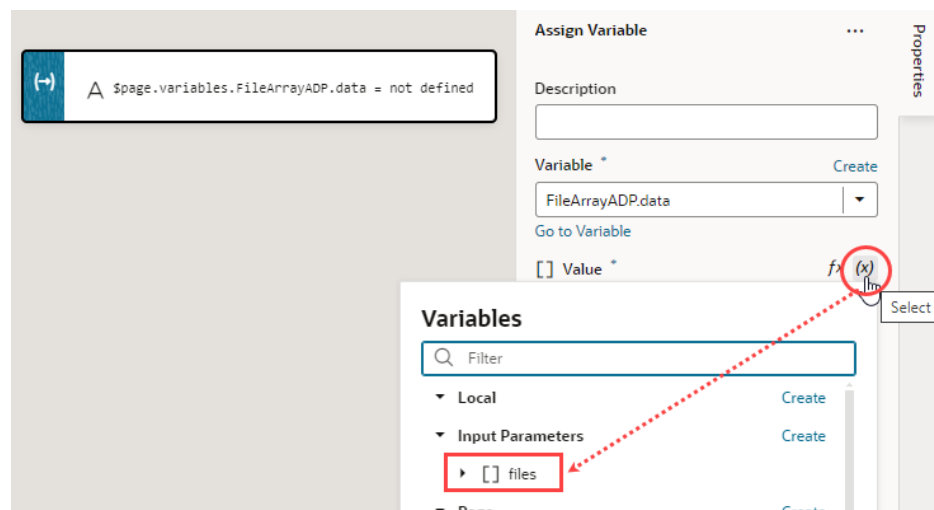 Assign Variable
...
Properties
(→) A $page.variables.FileArrayADP.data = not defined
Description
Variable * Create
FileArrayADP.data
Go to Variable
[] Value * (x)
Select
Variables
Filter
Local Create
Input Parameters Create
[] files